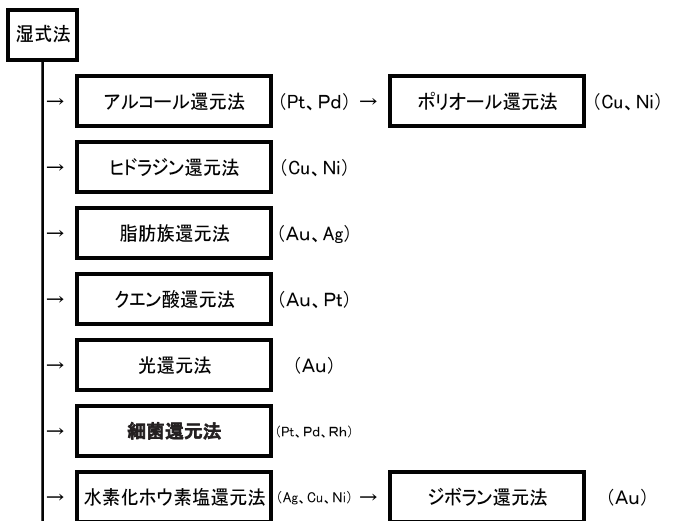 湿式法
→ アルコール還元法 (Pt、Pd) → ポリオール還元法 (Cu、Ni)
→ ヒドラジン還元法 (Cu、Ni)
→ 脂肪族還元法 (Au、Ag)
→ クエン酸還元法 (Au、Pt)
→ 光還元法 (Au)
→ 細菌還元法 (Pt、Pd、Rh)
→ 水素化ホウ素塩還元法 (Ag、Cu、Ni) → ジボラン還元法 (Au)